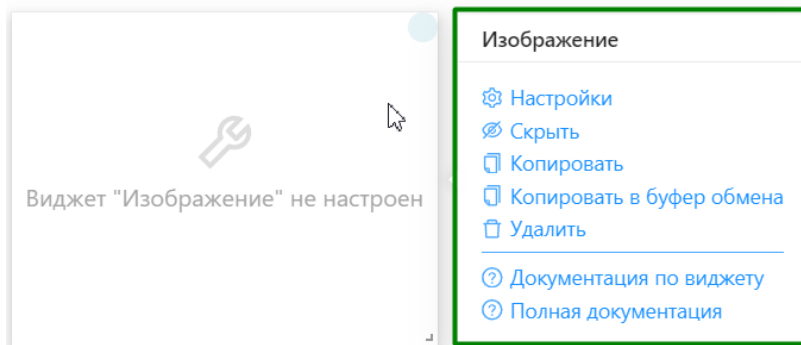 Виджет "Изображение" не настроен
Изображение
Настройки
Скрыть
Копировать
Копировать в буфер обмена
Удалить
Документация по виджету
Полная документация